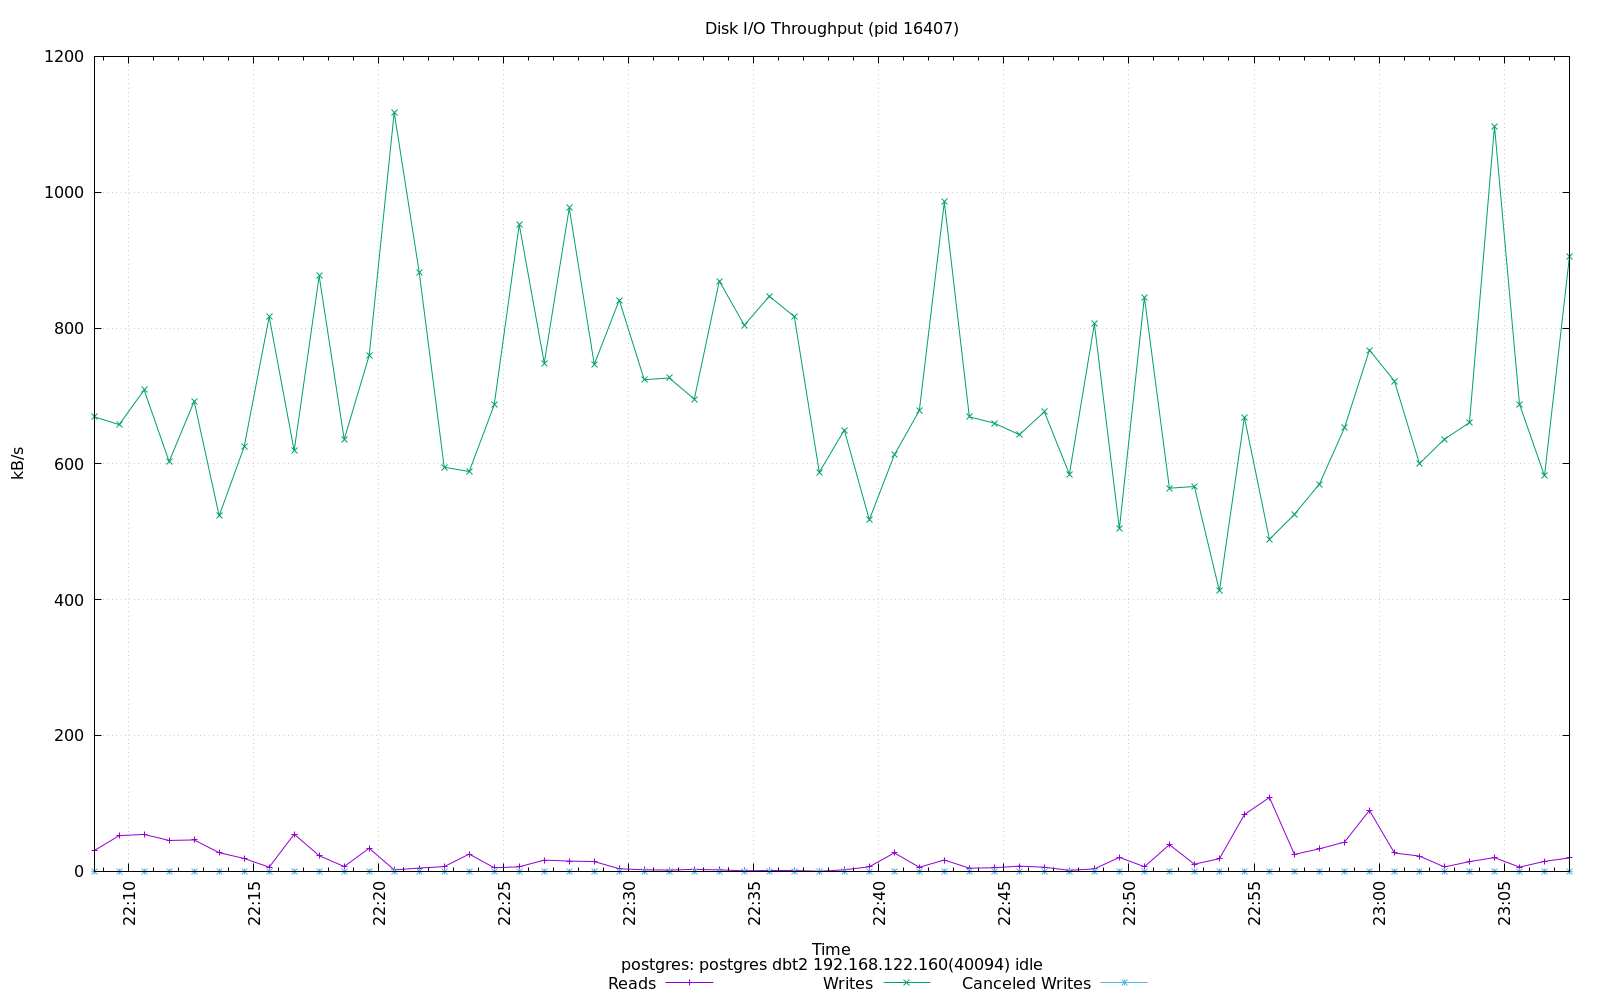 Disk I/O Throughput (pid 16407)
1200
1000
800
600
400
200
0
kB/s
22:10 22:15 22:20 22:25 22:30 22:35 22:40 22:45 22:50 22:55 23:00 23:05
Time
postgres: postgres dbt2 192.168.122.160(40094) idle
Reads Writes Canceled Writes